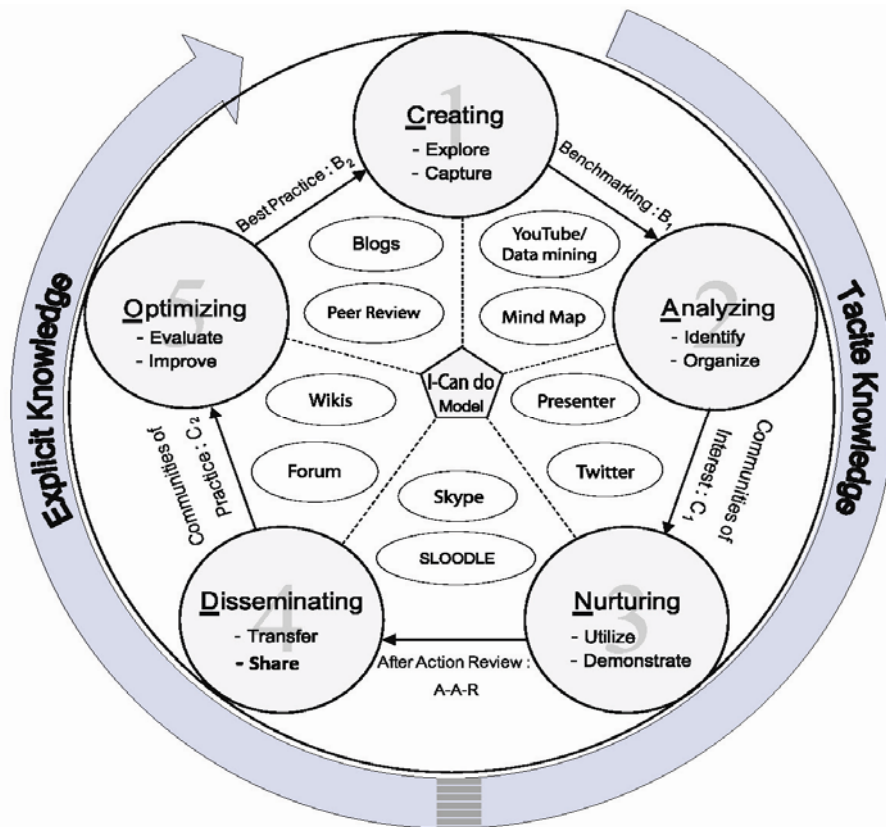 1
Creating
- Explore
- Capture
Best Practice : B₂
Benchmarking : B₁
Blogs
YouTube/
Data mining
5
Optimizing
- Evaluate
- Improve
Peer Review
Mind Map
2
Analyzing
- Identify
- Organize
Explicit Knowledge
Tacite Knowledge
I-Can do
Model
Wikis
Presenter
Communities of
Practice : C₂
Forum
Twitter
Communities of
Interest : C₁
Skype
SLOODLE
4
Disseminating
- Transfer
- Share
3
Nurturing
- Utilize
- Demonstrate
After Action Review :
A-A-R